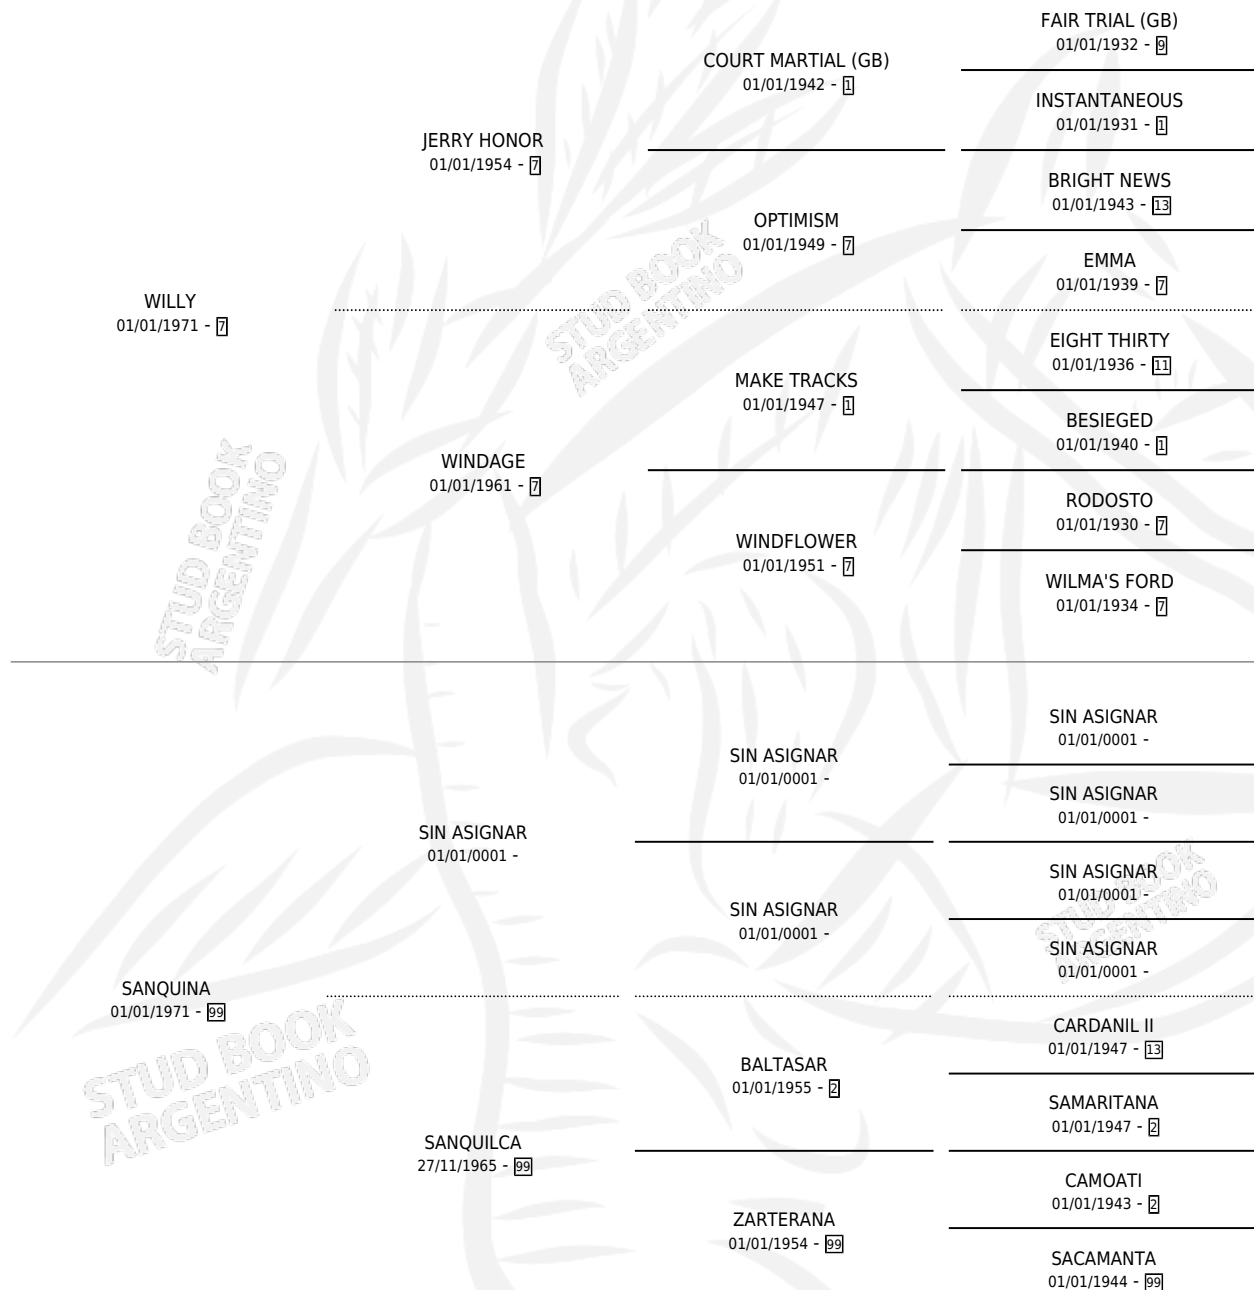 FAIR TRIAL (GB)
01/01/1932 - 9
COURT MARTIAL (GB)
01/01/1942 - 1
INSTANTANEOUS
01/01/1931 - 1
JERRY HONOR
01/01/1954 - 7
BRIGHT NEWS
01/01/1943 - 13
OPTIMISM
01/01/1949 - 7
EMMA
01/01/1939 - 7
WILLY
01/01/1971 - 7
EIGHT THIRTY
01/01/1936 - 11
MAKE TRACKS
01/01/1947 - 1
BESIEGED
01/01/1940 - 1
WINDAGE
01/01/1961 - 7
RODOSTO
01/01/1930 - 7
WINDFLOWER
01/01/1951 - 7
WILMA'S FORD
01/01/1934 - 7
SIN ASIGNAR
01/01/0001 -
SIN ASIGNAR
01/01/0001 -
SIN ASIGNAR
01/01/0001 -
SIN ASIGNAR
01/01/0001 -
SIN ASIGNAR
01/01/0001 -
SIN ASIGNAR
01/01/0001 -
SIN ASIGNAR
01/01/0001 -
SANQUINA
01/01/1971 - 99
CARDANIL II
01/01/1947 - 13
BALTASAR
01/01/1955 - 2
SAMARITANA
01/01/1947 - 2
SANQUILCA
27/11/1965 - 99
CAMOATI
01/01/1943 - 2
ZARTERANA
01/01/1954 - 99
SACAMANTA
01/01/1944 - 99
STUD BOOK
ARGENTINO
STUD BOOK
ARGENTINO
STUD BOOK
ARGENTINO
STUD BOOK
ARGENTINO